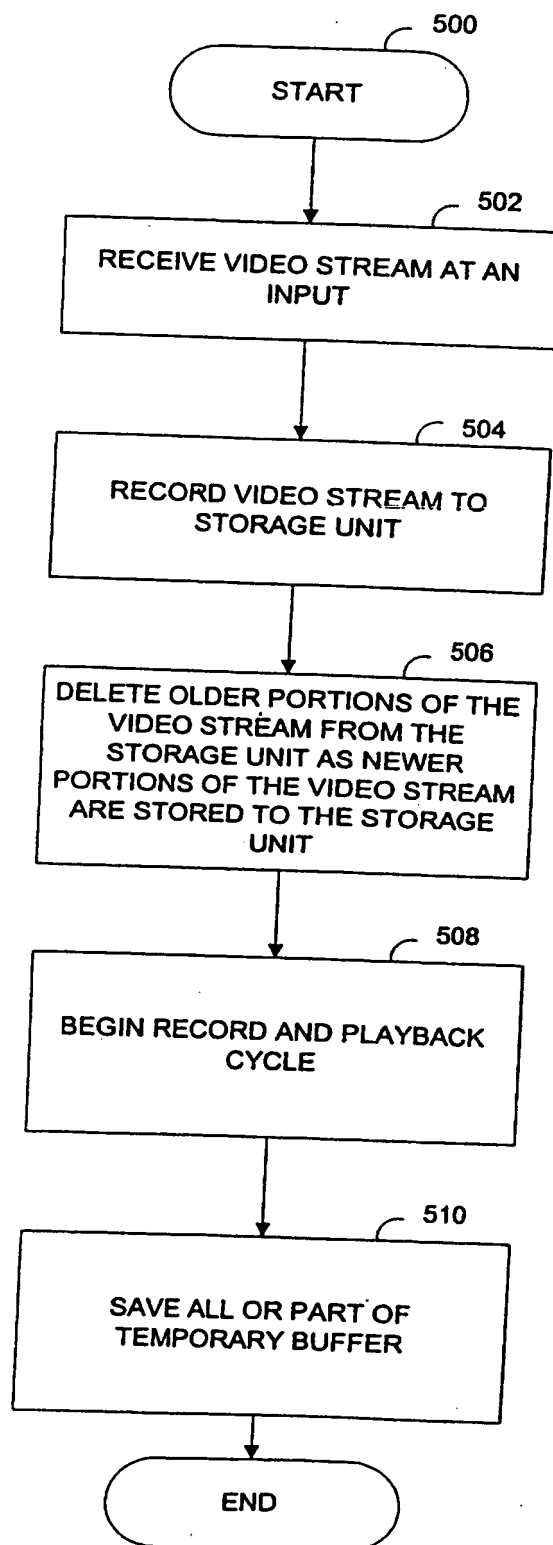 500
START
502
RECEIVE VIDEO STREAM AT AN
INPUT
504
RECORD VIDEO STREAM TO
STORAGE UNIT
506
DELETE OLDER PORTIONS OF THE
VIDEO STREAM FROM THE
STORAGE UNIT AS NEWER
PORTIONS OF THE VIDEO STREAM
ARE STORED TO THE STORAGE
UNIT
508
BEGIN RECORD AND PLAYBACK
CYCLE
510
SAVE ALL OR PART OF
TEMPORARY BUFFER
END